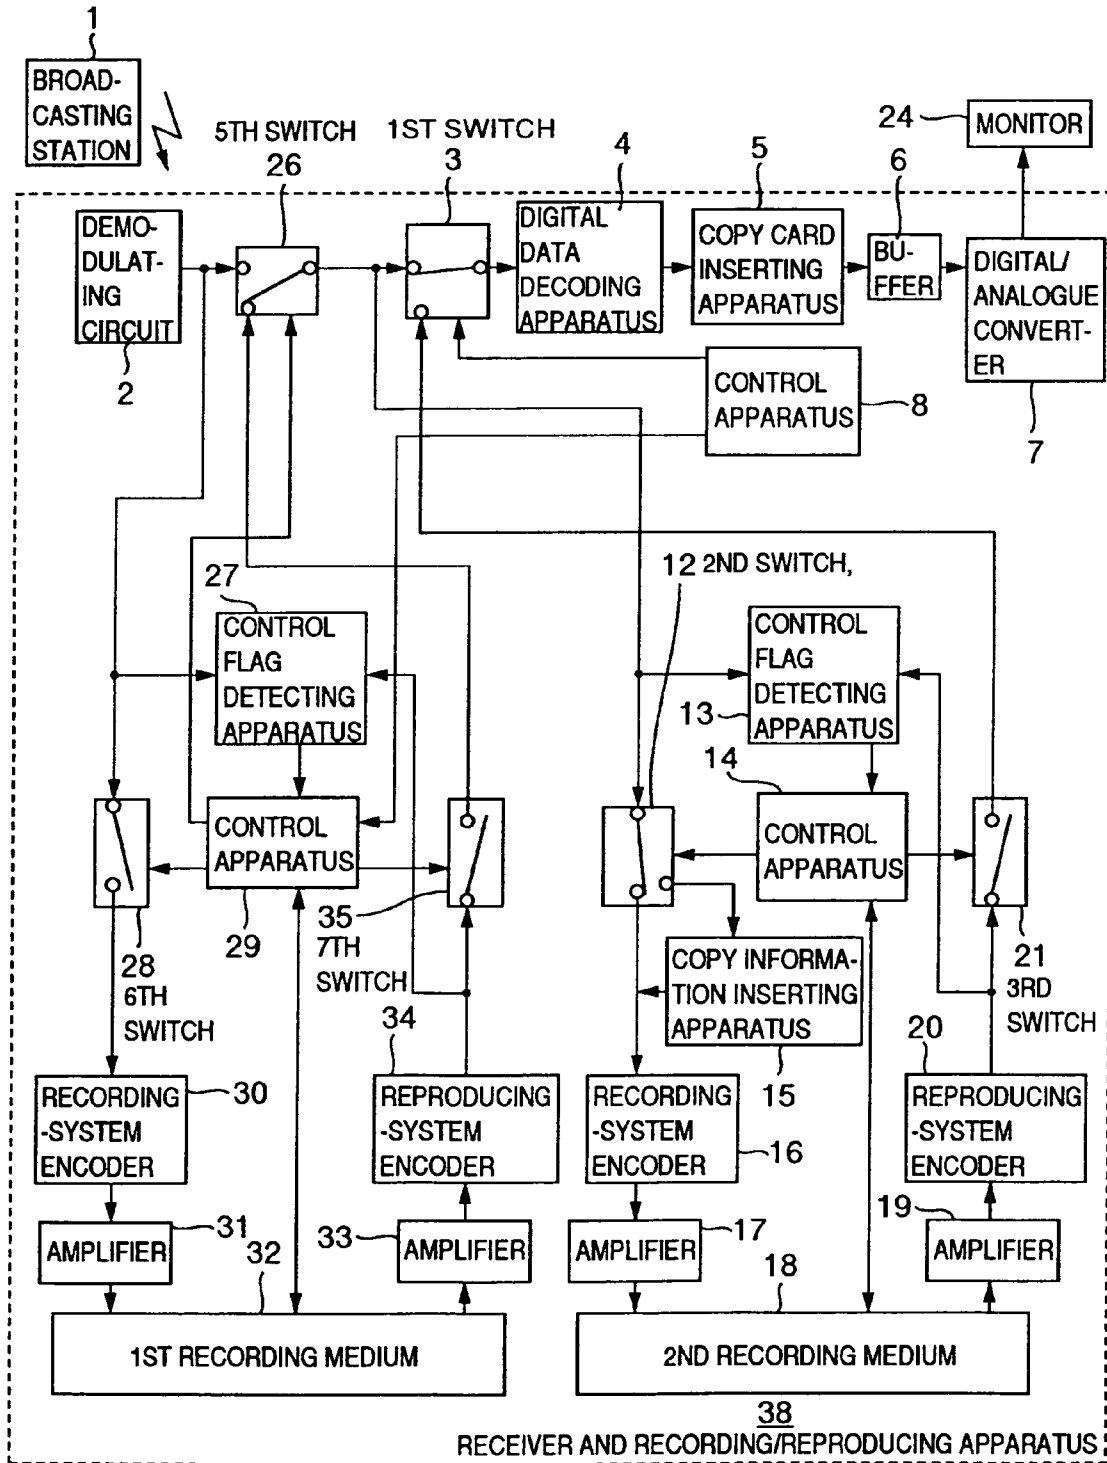 1
BROAD-
CASTING
STATION
5TH SWITCH
26
1ST SWITCH
3
4
5
6
24
MONITOR
DEMO-
DULAT-
ING
CIRCUIT
2
DIGITAL
DATA
DECODING
APPARATUS
COPY CARD
INSERTING
APPARATUS
BU-
FFER
DIGITAL/
ANALOGUE
CONVERT-
ER
7
CONTROL
APPARATUS
8
27
CONTROL
FLAG
DETECTING
APPARATUS
12 2ND SWITCH,
CONTROL
FLAG
DETECTING
APPARATUS
13
14
CONTROL
APPARATUS
29
CONTROL
APPARATUS
28
6TH
SWITCH
35
7TH
SWITCH
COPY INFORMA-
TION INSERTING
APPARATUS
15
21
3RD
SWITCH
34
20
RECORDING
-SYSTEM
ENCODER
30
REPRODUCING
-SYSTEM
ENCODER
RECORDING
-SYSTEM
ENCODER
16
REPRODUCING
-SYSTEM
ENCODER
AMPLIFIER
31
33
AMPLIFIER
AMPLIFIER
17
19
AMPLIFIER
32
1ST RECORDING MEDIUM
18
2ND RECORDING MEDIUM
38
RECEIVER AND RECORDING/REPRODUCING APPARATUS